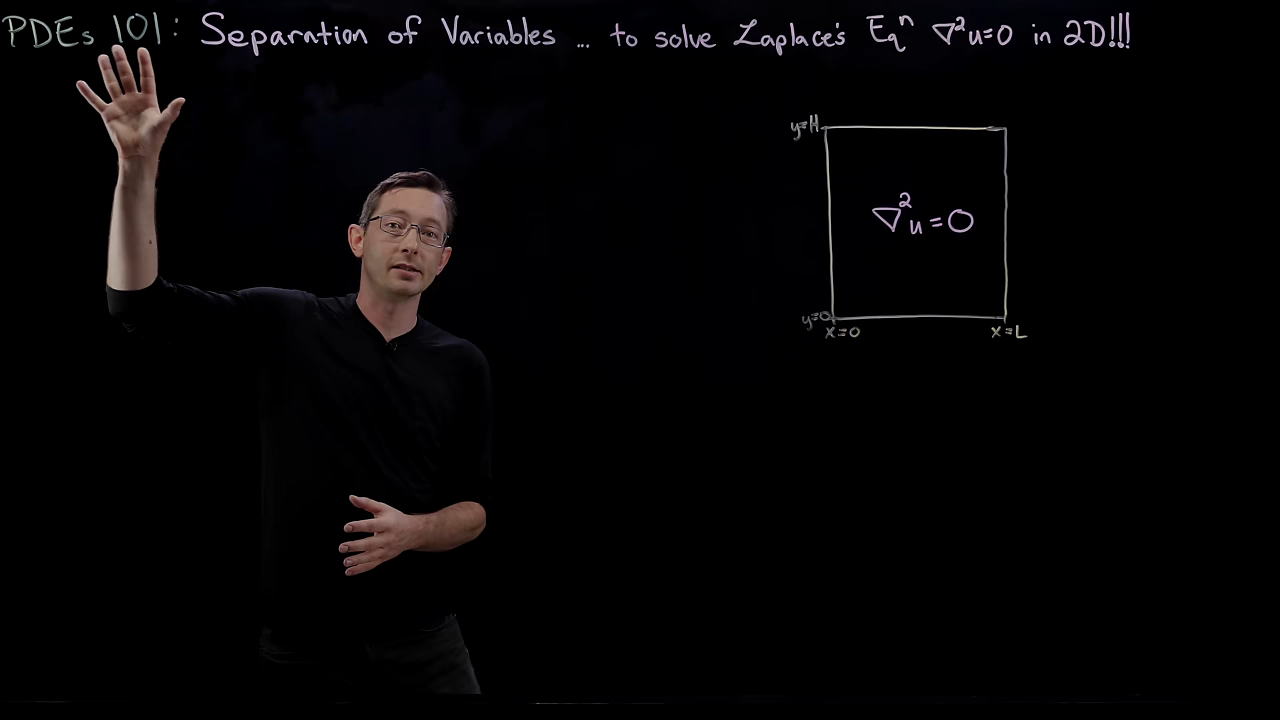 PDEs 101: Separation of Variables ... to solve Laplace's Eqⁿ ∇²u=0 in 2D!!!
y=H
∇²u=0
y=0
x=0
x=L